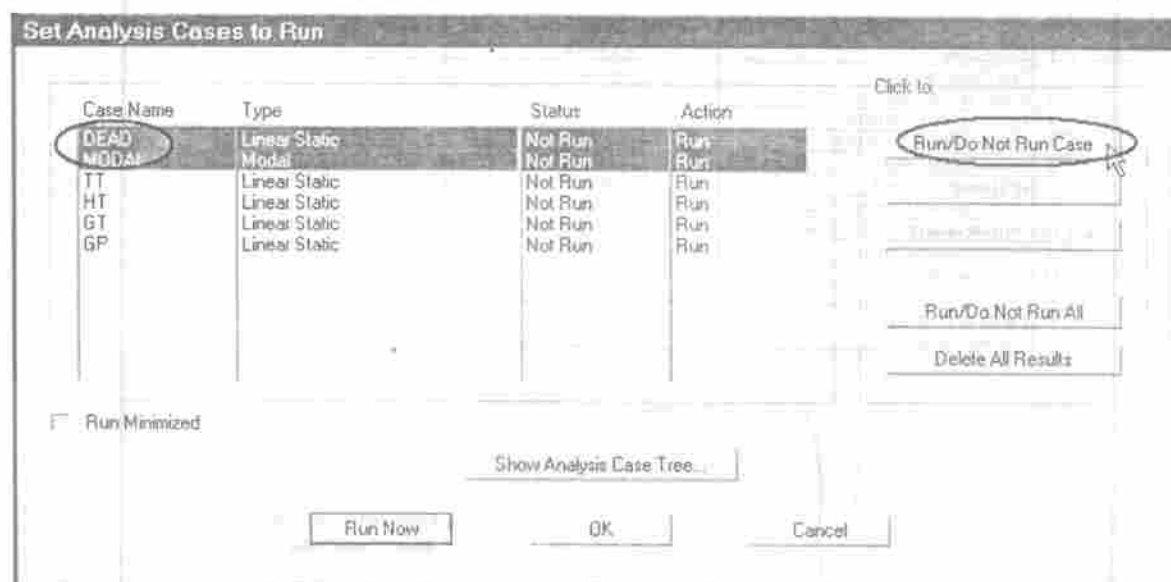 Set Analysis Cases to Run
Click to:
Case Name Type Status Action
DEAD Linear Static Not Run Run
MODAL Modal Not Run Run
TT Linear Static Not Run Run
HT Linear Static Not Run Run
GT Linear Static Not Run Run
GP Linear Static Not Run Run
Run/Do Not Run Case
Run/Do Not Run All
Delete All Results
Run Minimized
Show Analysis Case Tree...
Run Now OK Cancel